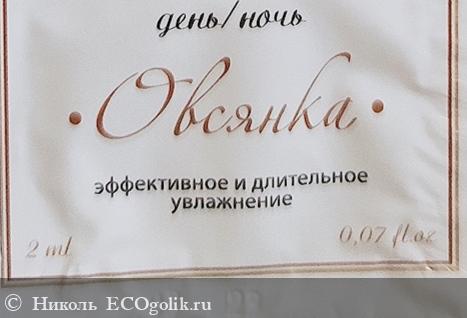 день/ночь
• Овсянка •
эффективное и длительное
увлажнение
2 ml 0,07 fl.oz
© Николь ECOgolik.ru